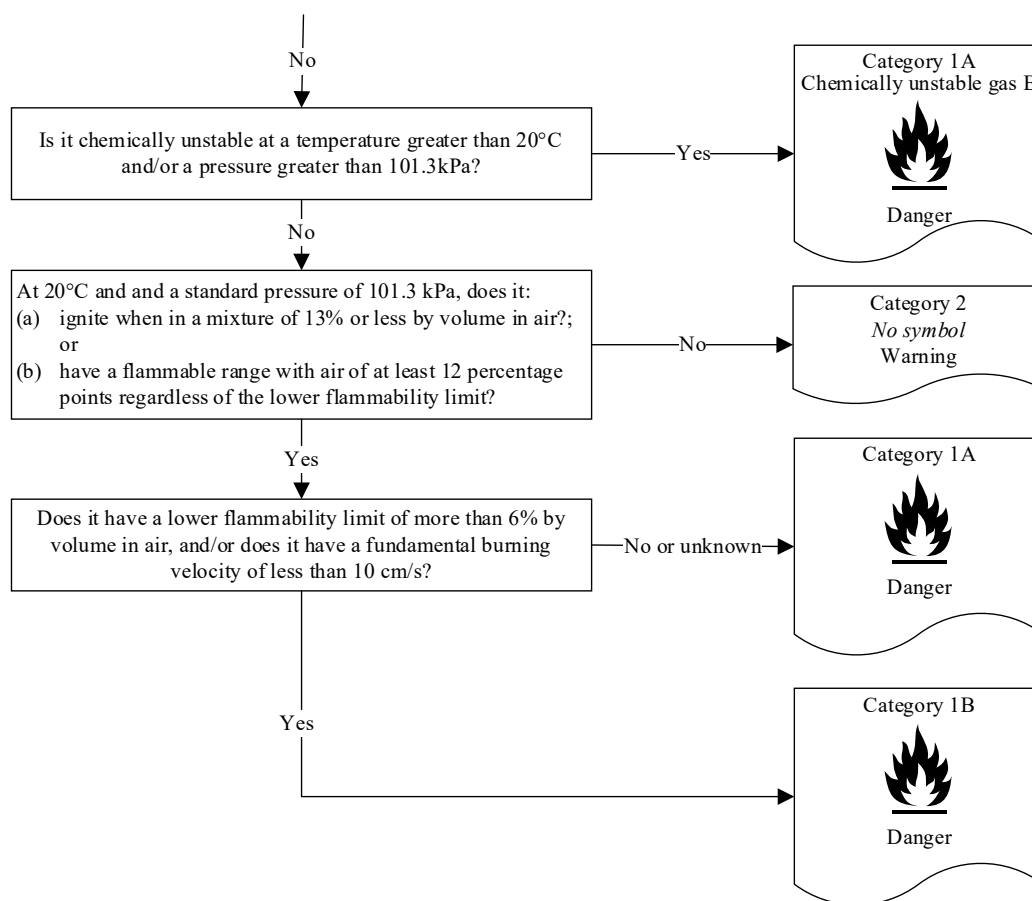 No
Category 1A
Chemically unstable gas B
Is it chemically unstable at a temperature greater than 20°C
and/or a pressure greater than 101.3kPa?
Yes
Danger
No
At 20°C and and a standard pressure of 101.3 kPa, does it:
(a) ignite when in a mixture of 13% or less by volume in air?;
or
(b) have a flammable range with air of at least 12 percentage
points regardless of the lower flammability limit?
No
Category 2
No symbol
Warning
Yes
Category 1A
Does it have a lower flammability limit of more than 6% by
volume in air, and/or does it have a fundamental burning
velocity of less than 10 cm/s?
No or unknown
Danger
Yes
Category 1B
Danger